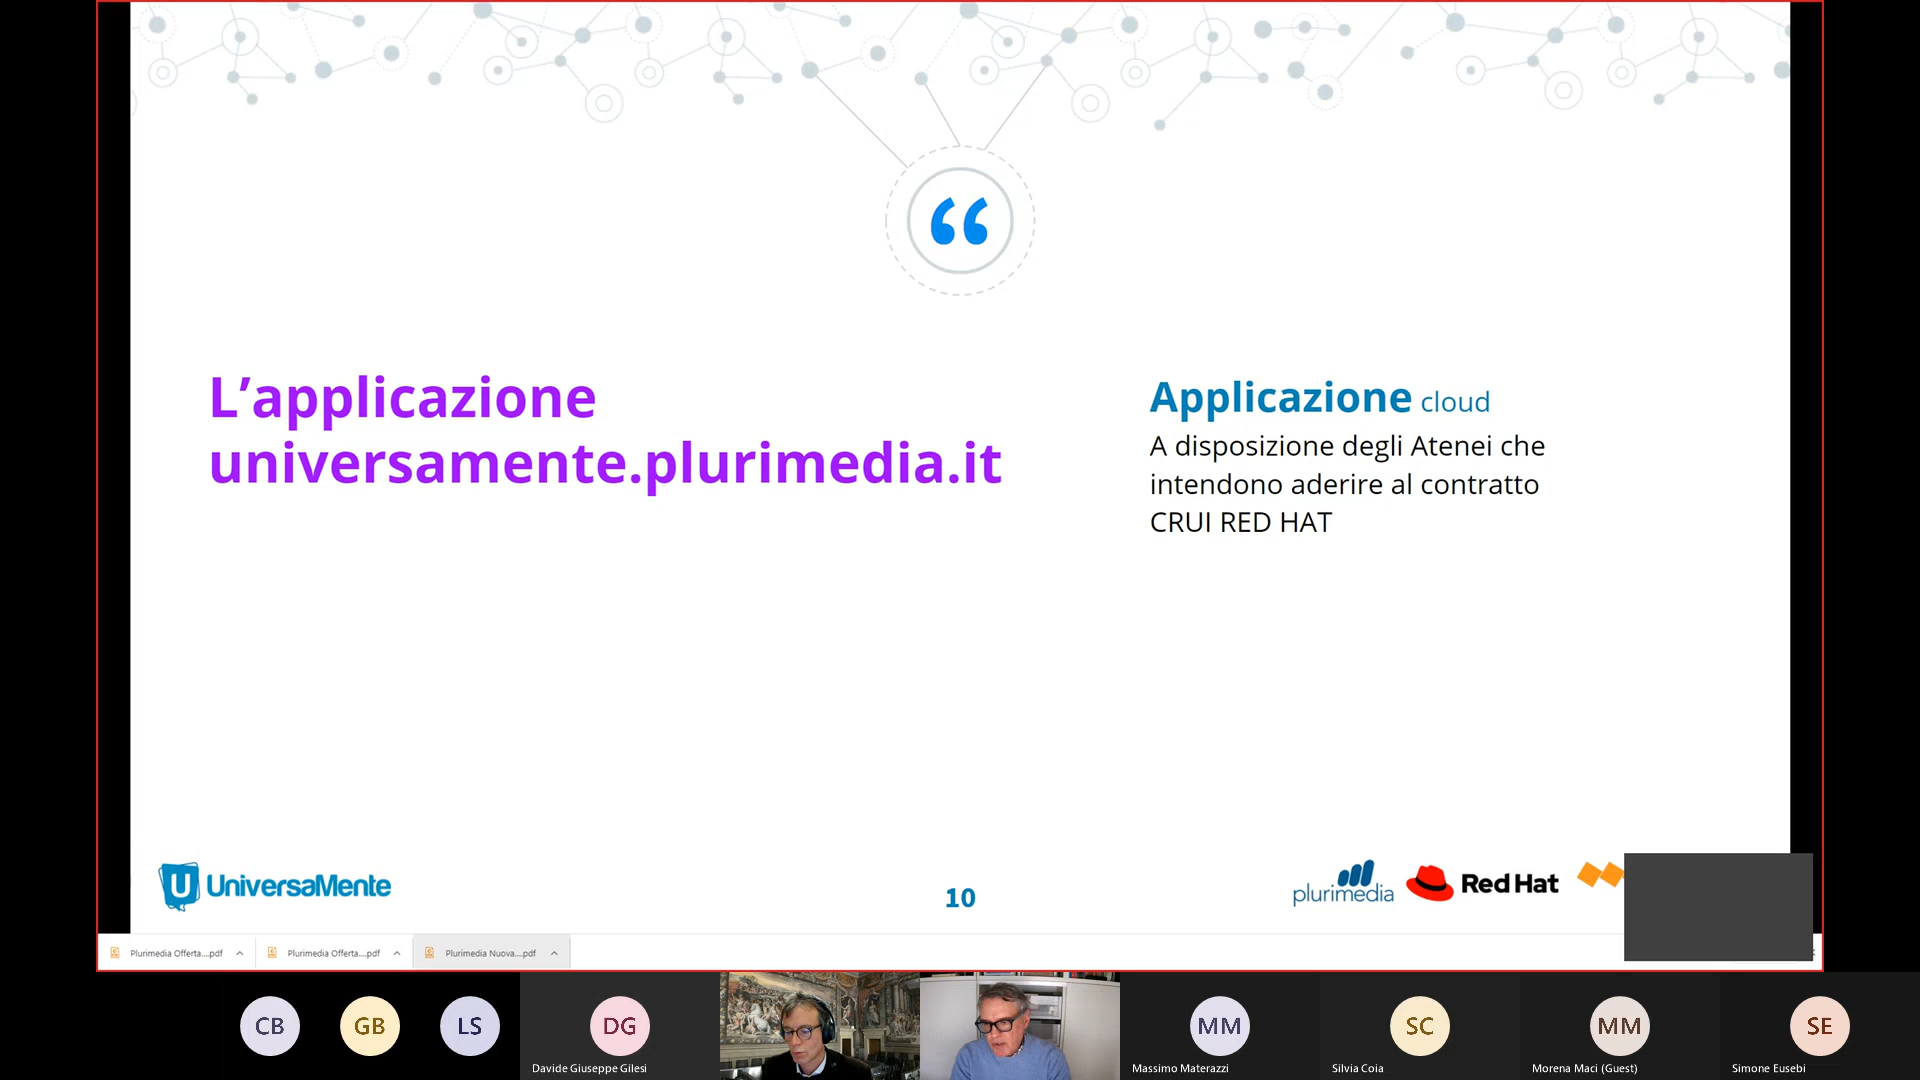 “
L’applicazione
universamente.plurimedia.it
Applicazione cloud
A disposizione degli Atenei che
intendono aderire al contratto
CRUI RED HAT
U UniversaMente
10
plurimedia
Red Hat
Plurimedia Offerta....pdf
Plurimedia Offerta....pdf
Plurimedia Nuova....pdf
CB
GB
LS
DG
MM
SC
MM
SE
Davide Giuseppe Gilesi
Massimo Materazzi
Silvia Coia
Morena Maci (Guest)
Simone Eusebi